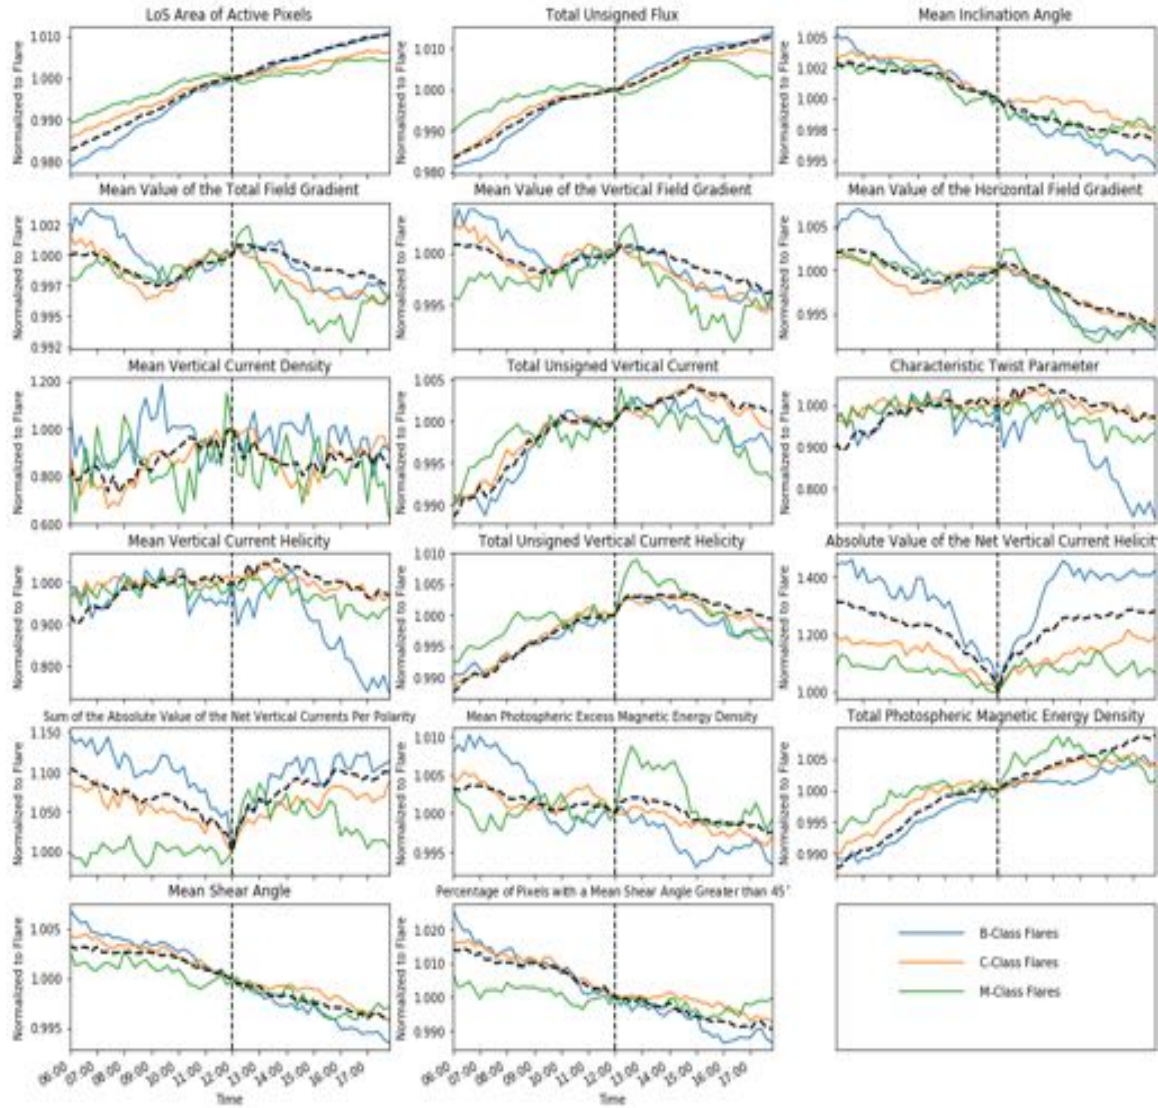 LoS Area of Active Pixels
Normalized to Flare
1.010
1.000
0.990
0.980
Total Unsigned Flux
Normalized to Flare
1.010
1.000
0.990
0.980
Mean Inclination Angle
Normalized to Flare
1.005
1.002
1.000
0.998
0.995
Mean Value of the Total Field Gradient
Normalized to Flare
1.002
1.000
0.997
0.995
0.992
Mean Value of the Vertical Field Gradient
Normalized to Flare
1.000
0.995
Mean Value of the Horizontal Field Gradient
Normalized to Flare
1.005
1.000
0.995
Mean Vertical Current Density
Normalized to Flare
1.200
1.000
0.800
0.600
Total Unsigned Vertical Current
Normalized to Flare
1.005
1.000
0.995
0.990
Characteristic Twist Parameter
Normalized to Flare
1.000
0.900
0.800
Mean Vertical Current Helicity
Normalized to Flare
1.000
0.900
0.800
Total Unsigned Vertical Current Helicity
Normalized to Flare
1.010
1.005
1.000
0.995
0.990
Absolute Value of the Net Vertical Current Helicity
Normalized to Flare
1.400
1.200
1.000
Sum of the Absolute Value of the Net Vertical Currents Per Polarity
Normalized to Flare
1.150
1.100
1.050
1.000
Mean Photospheric Excess Magnetic Energy Density
Normalized to Flare
1.010
1.005
1.000
0.995
Total Photospheric Magnetic Energy Density
Normalized to Flare
1.005
1.000
0.995
0.990
Mean Shear Angle
Normalized to Flare
1.005
1.000
0.995
06:00 07:00 08:00 09:00 10:00 11:00 12:00 13:00 14:00 15:00 16:00 17:00
Time
Percentage of Pixels with a Mean Shear Angle Greater than 45°
Normalized to Flare
1.020
1.010
1.000
0.990
06:00 07:00 08:00 09:00 10:00 11:00 12:00 13:00 14:00 15:00 16:00 17:00
Time
B-Class Flares
C-Class Flares
M-Class Flares